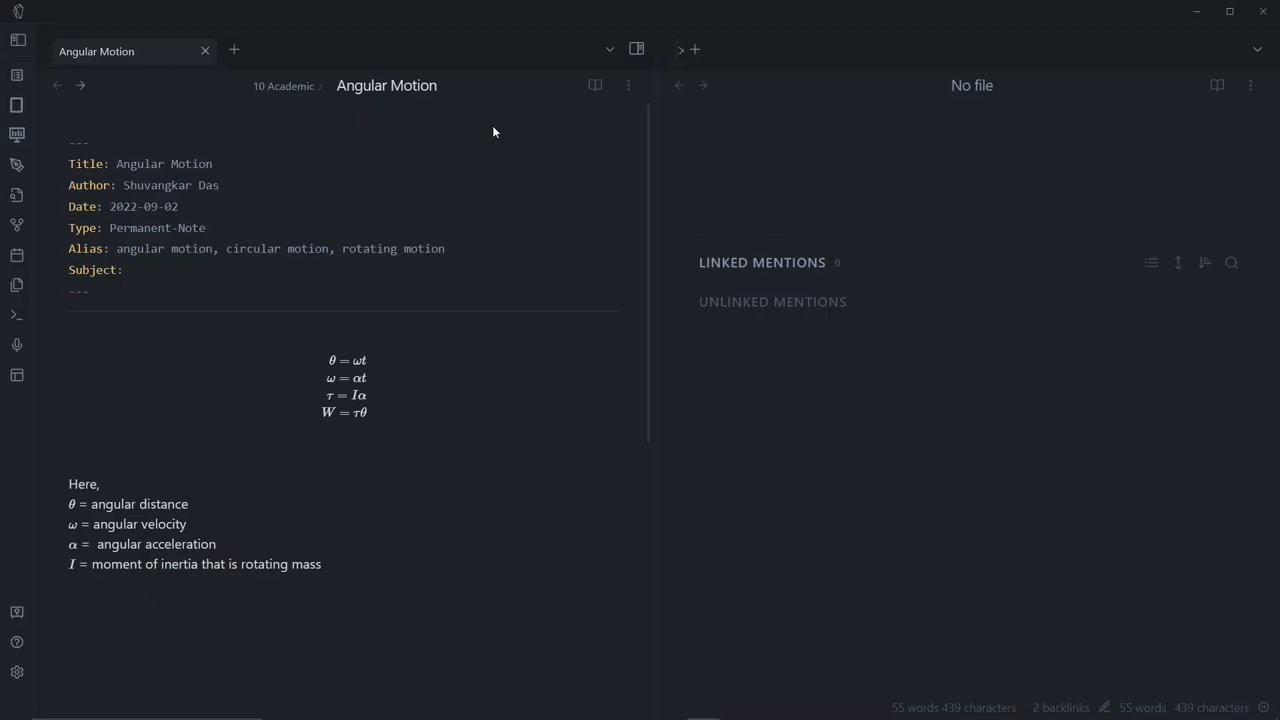 Angular Motion
10 Academic / Angular Motion
No file
---
Title: Angular Motion
Author: Shuvangkar Das
Date: 2022-09-02
Type: Permanent-Note
Alias: angular motion, circular motion, rotating motion
Subject:
---
LINKED MENTIONS 0
UNLINKED MENTIONS
θ = ωt
ω = αt
τ = Iα
W = τθ
Here,
θ = angular distance
ω = angular velocity
α = angular acceleration
I = moment of inertia that is rotating mass
55 words 439 characters 2 backlinks 55 words 439 characters